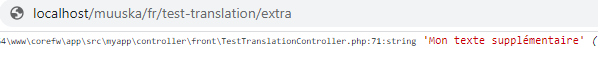 localhost/muuska/fr/test-translation/extra
4\www\corefw\app\src\myapp\controller\front\TestTranslationController.php:71:string 'Mon texte supplémentaire' (